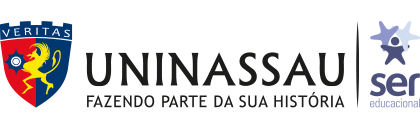 VERITAS
UNINASSAU
FAZENDO PARTE DA SUA HISTÓRIA
ser
educacional